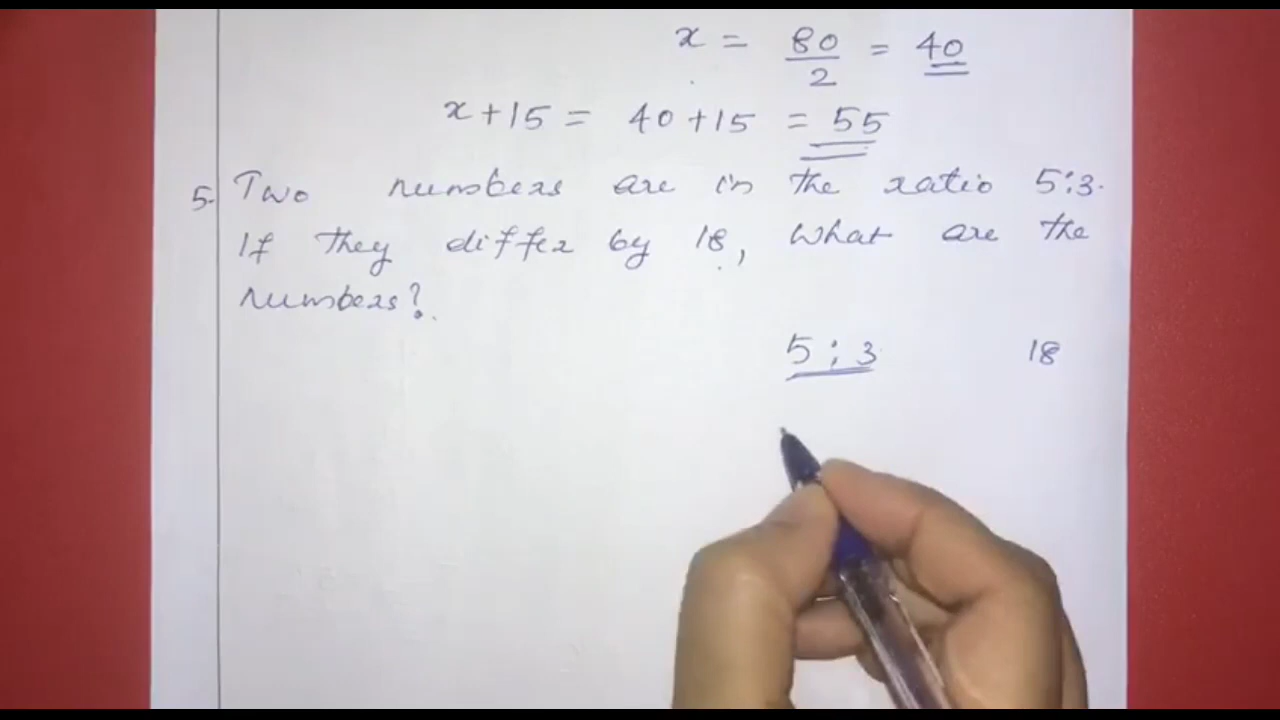 x = 80/2 = 40
x+15 = 40+15 = 55
5. Two numbers are in the ratio 5:3.
If they differ by 18, what are the
numbers?
5 : 3 18